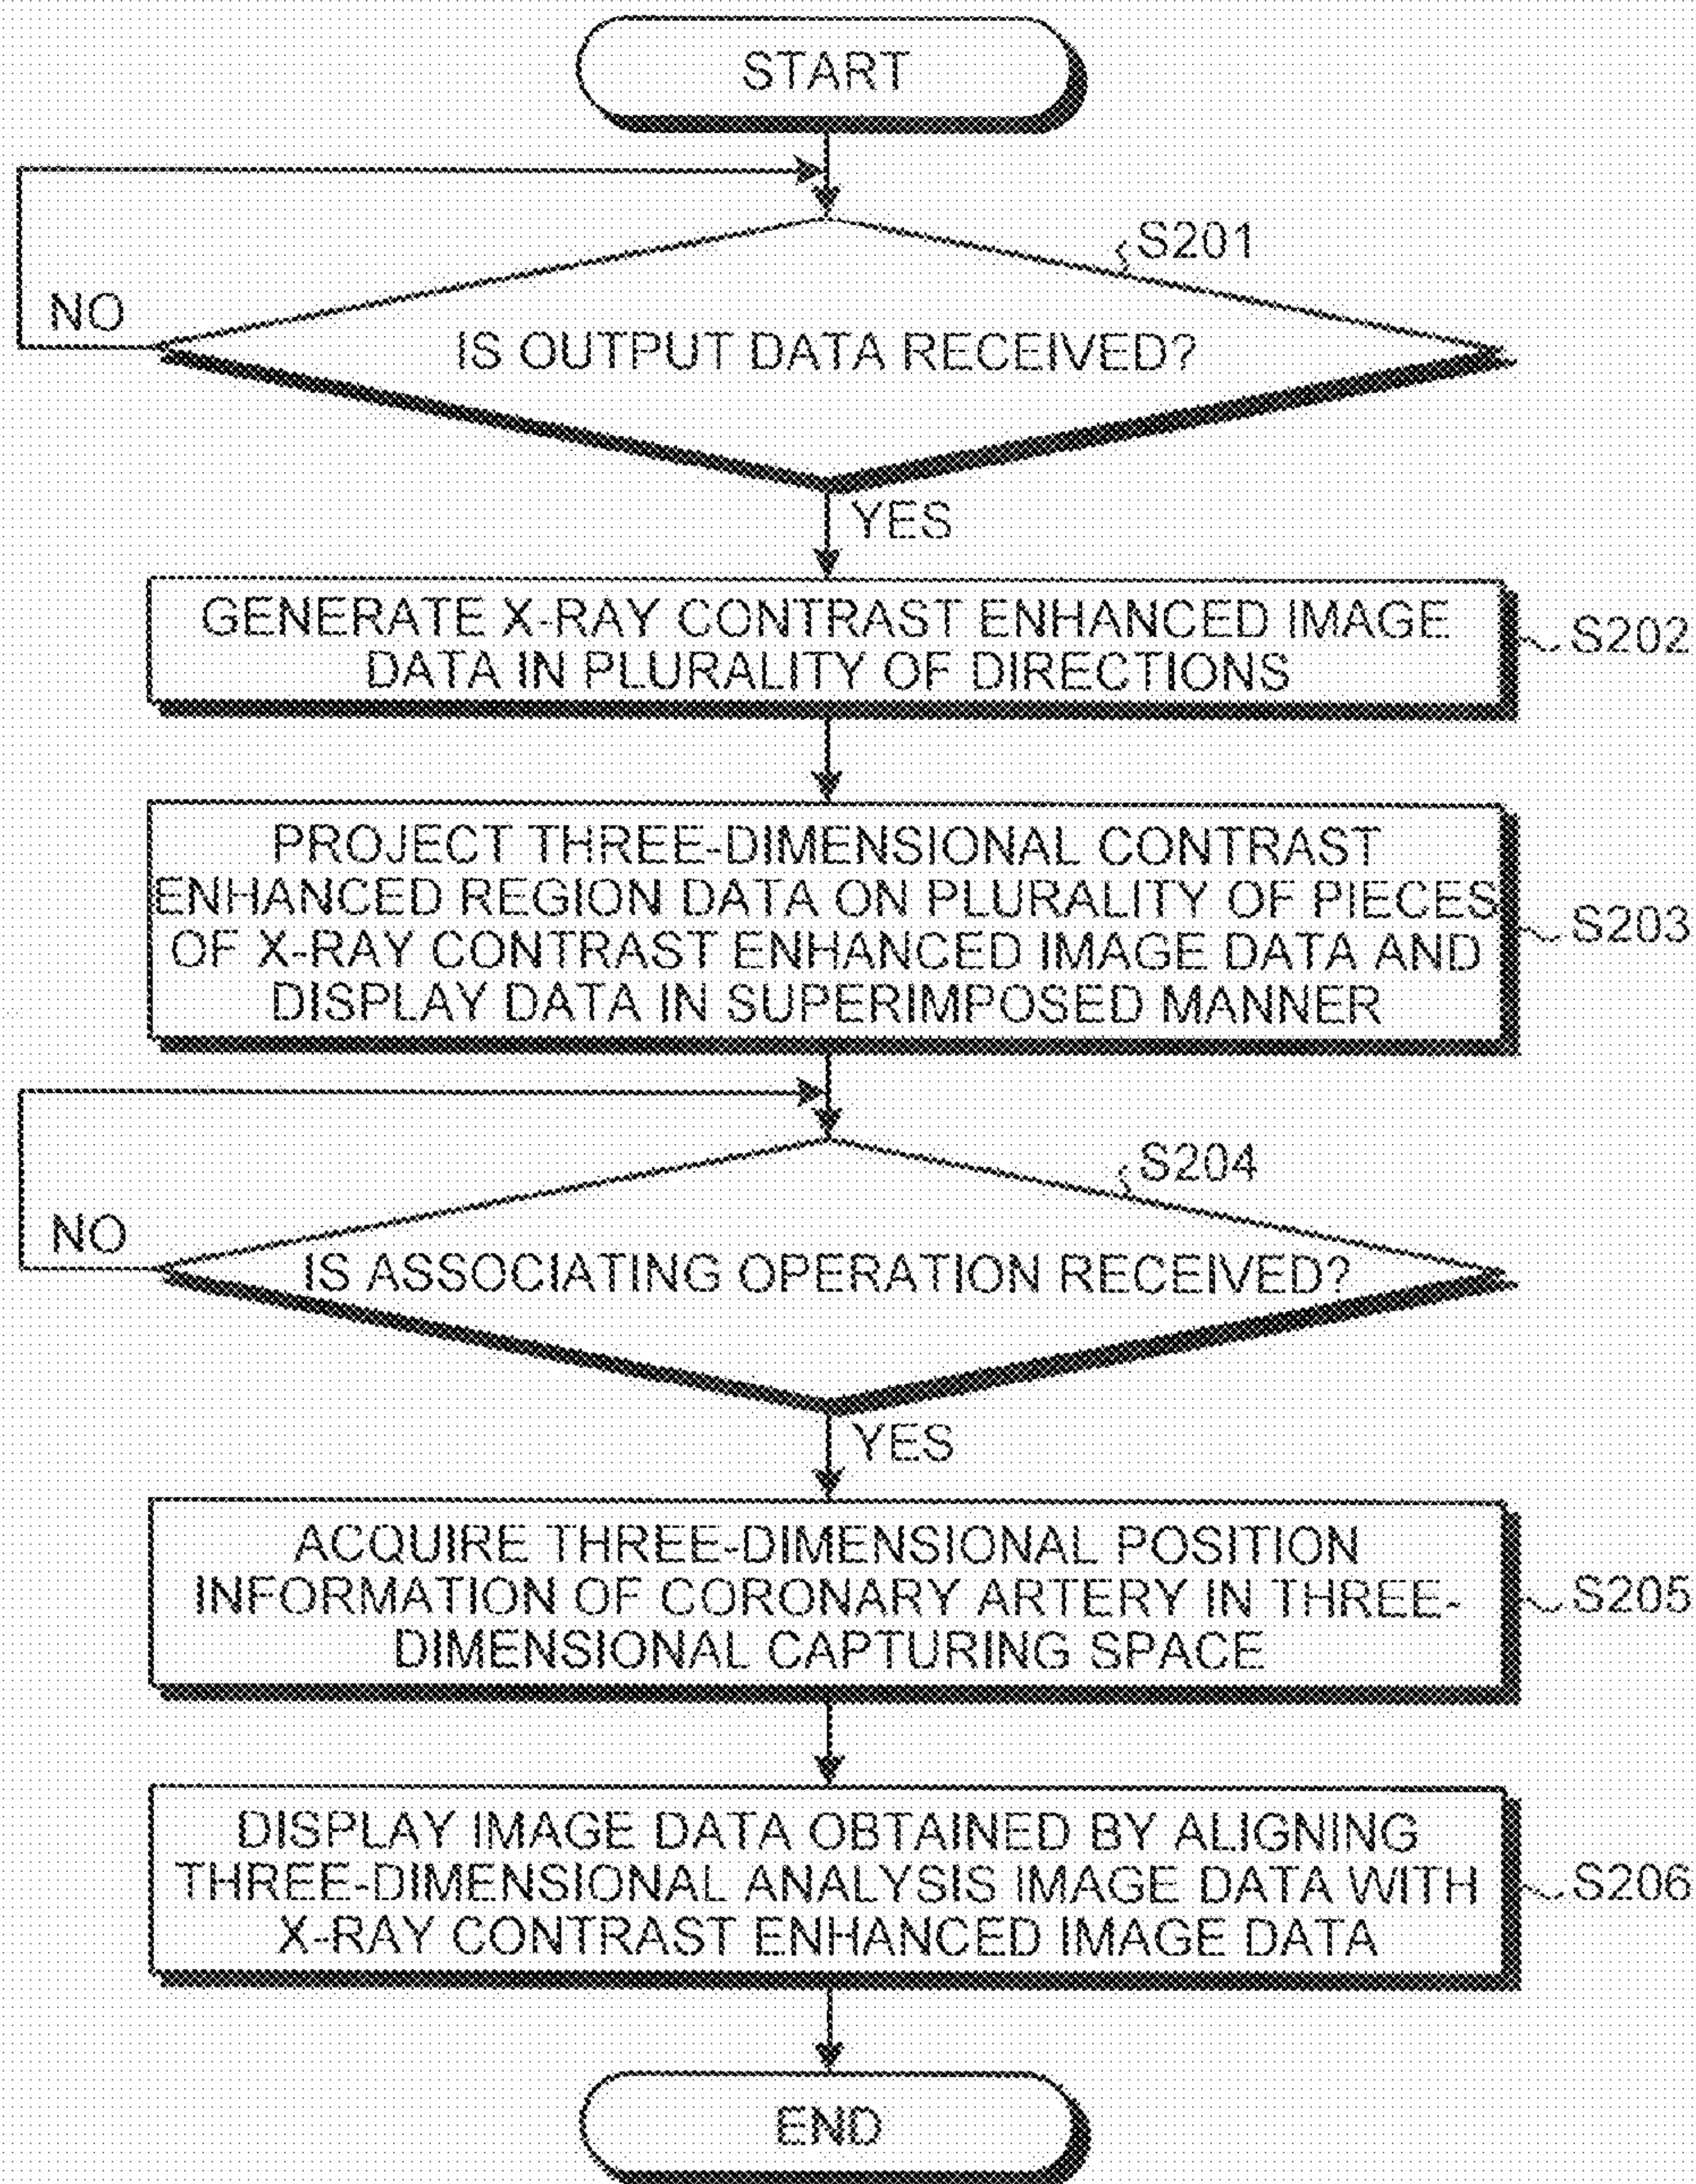 START
S201
NO
IS OUTPUT DATA RECEIVED?
YES
GENERATE X-RAY CONTRAST ENHANCED IMAGE
DATA IN PLURALITY OF DIRECTIONS
S202
PROJECT THREE-DIMENSIONAL CONTRAST
ENHANCED REGION DATA ON PLURALITY OF PIECES
OF X-RAY CONTRAST ENHANCED IMAGE DATA AND
DISPLAY DATA IN SUPERIMPOSED MANNER
S203
S204
NO
IS ASSOCIATING OPERATION RECEIVED?
YES
ACQUIRE THREE-DIMENSIONAL POSITION
INFORMATION OF CORONARY ARTERY IN THREE-
DIMENSIONAL CAPTURING SPACE
S205
DISPLAY IMAGE DATA OBTAINED BY ALIGNING
THREE-DIMENSIONAL ANALYSIS IMAGE DATA WITH
X-RAY CONTRAST ENHANCED IMAGE DATA
S206
END